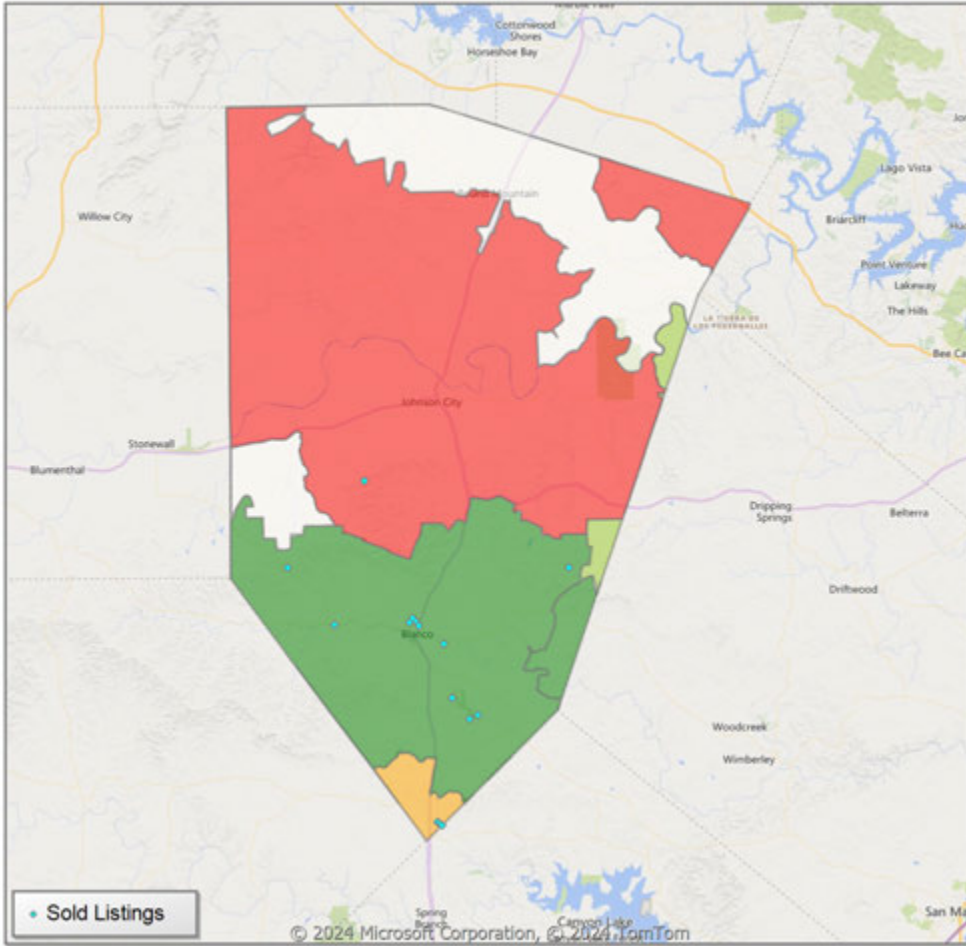 Cottonwood
Shores
Horseshoe Bay
Lago Vista
Willow City
Briarcliff
Point Venture
Lakeway
The Hills
LA TIERRA DE
LOS PEDERNALES
Bee Ca
Johnson City
Stonewall
Blumenthal
Dripping
Springs
Belterra
Driftwood
Blanco
Woodcreek
Wimberley
Sold Listings
Spring
Branch
Canyon Lake
San Ma
© 2024 Microsoft Corporation, © 2024 TomTom